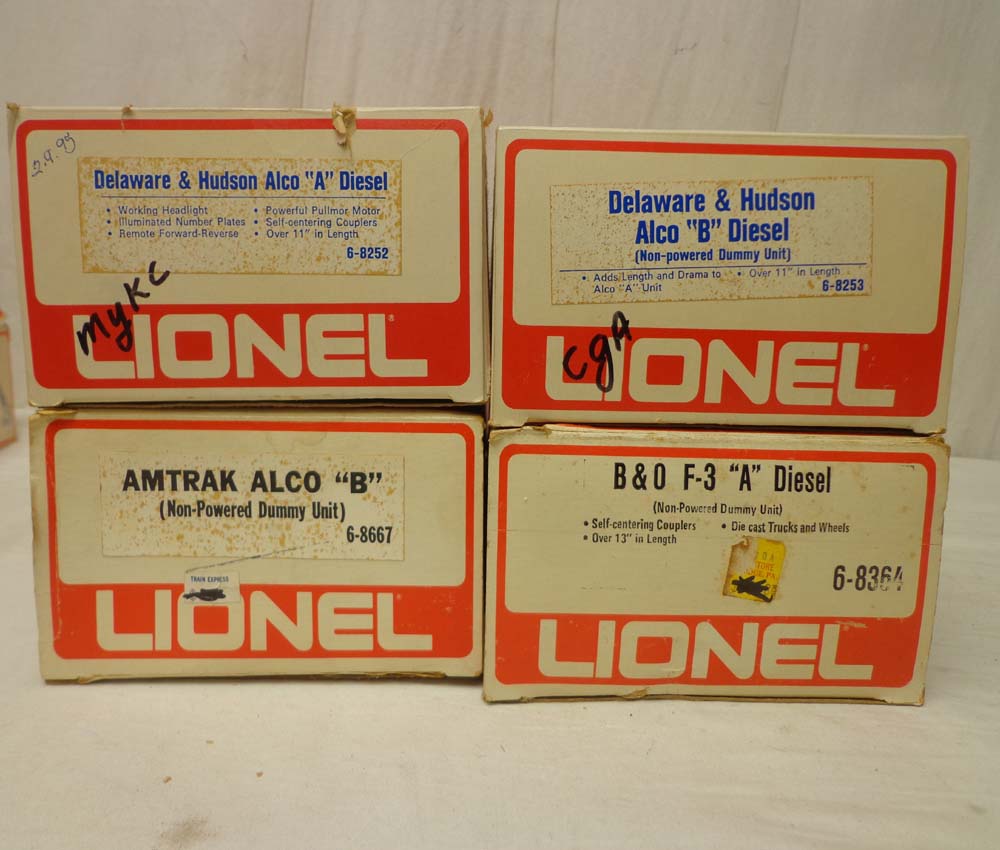 2.9.95
Delaware & Hudson Alco "A" Diesel
• Working Headlight
• Illuminated Number Plates
• Remote Forward-Reverse
• Powerful Pullmor Motor
• Self-centering Couplers
• Over 11" in Length
6-8252
myKC
LIONEL®
Delaware & Hudson
Alco "B" Diesel
(Non-powered Dummy Unit)
• Adds Length and Drama to
Alco "A" Unit
• Over 11" in Length
6-8253
CgA
LIONEL®
AMTRAK ALCO "B"
(Non-Powered Dummy Unit)
6-8667
TRAIN EXPRESS
LIONEL
B & O F-3 "A" Diesel
(Non-Powered Dummy Unit)
• Self-centering Couplers
• Over 13" in Length
• Die cast Trucks and Wheels
6-8364
LIONEL